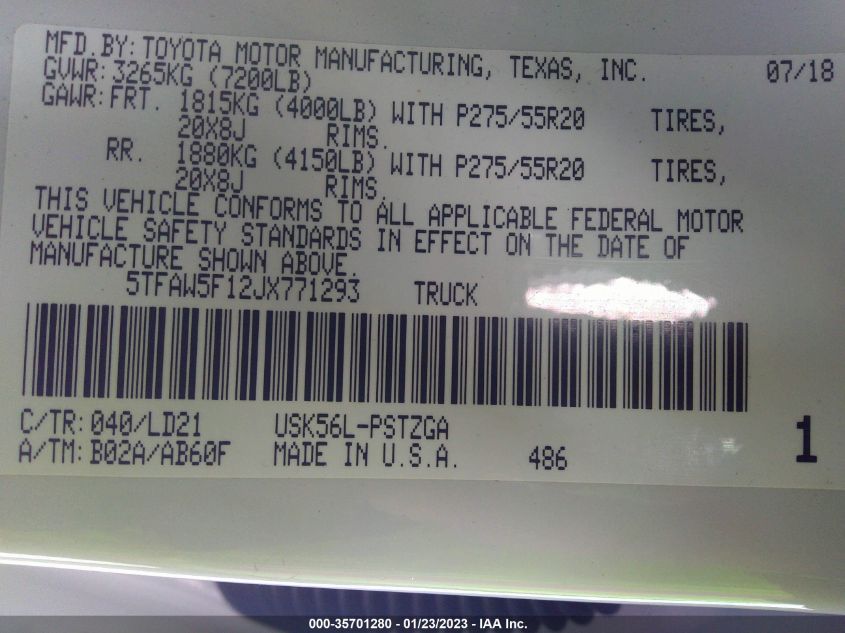 MFD.BY: TOYOTA MOTOR MANUFACTURING, TEXAS, INC. 07/18
GVWR: 3265KG (7200LB)
GAWR: FRT. 1815KG (4000LB) WITH P275/55R20 TIRES,
20X8J RIMS.
RR. 1880KG (4150LB) WITH P275/55R20 TIRES,
20X8J RIMS.
THIS VEHICLE CONFORMS TO ALL APPLICABLE FEDERAL MOTOR
VEHICLE SAFETY STANDARDS IN EFFECT ON THE DATE OF
MANUFACTURE SHOWN ABOVE.
5TFAW5F12JX771293 TRUCK
C/TR: 040/LD21 USK56L-PSTZGA 1
A/TM: B02A/AB60F MADE IN U.S.A. 486
000-35701280 - 01/23/2023 - IAA Inc.